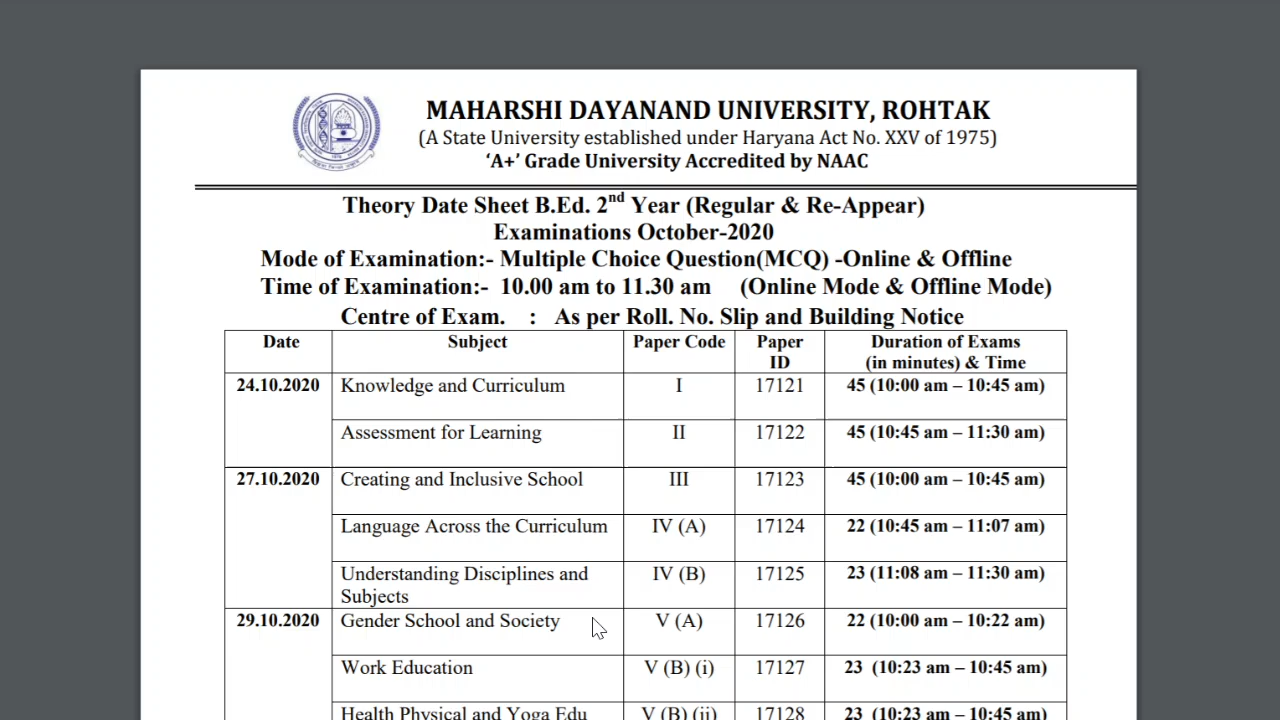 MAHARSHI DAYANAND UNIVERSITY, ROHTAK
(A State University established under Haryana Act No. XXV of 1975)
‘A+’ Grade University Accredited by NAAC
Theory Date Sheet B.Ed. 2nd Year (Regular & Re-Appear)
Examinations October-2020
Mode of Examination:- Multiple Choice Question(MCQ) -Online & Offline
Time of Examination:- 10.00 am to 11.30 am (Online Mode & Offline Mode)
Centre of Exam. : As per Roll. No. Slip and Building Notice
Date Subject Paper Code Paper ID Duration of Exams (in minutes) & Time
24.10.2020 Knowledge and Curriculum I 17121 45 (10:00 am – 10:45 am)
Assessment for Learning II 17122 45 (10:45 am – 11:30 am)
27.10.2020 Creating and Inclusive School III 17123 45 (10:00 am – 10:45 am)
Language Across the Curriculum IV (A) 17124 22 (10:45 am – 11:07 am)
Understanding Disciplines and Subjects IV (B) 17125 23 (11:08 am – 11:30 am)
29.10.2020 Gender School and Society V (A) 17126 22 (10:00 am – 10:22 am)
Work Education V (B) (i) 17127 23 (10:23 am – 10:45 am)
Health Physical and Yoga Edu V (B) (ii) 17128 23 (10:23 am – 10:45 am)